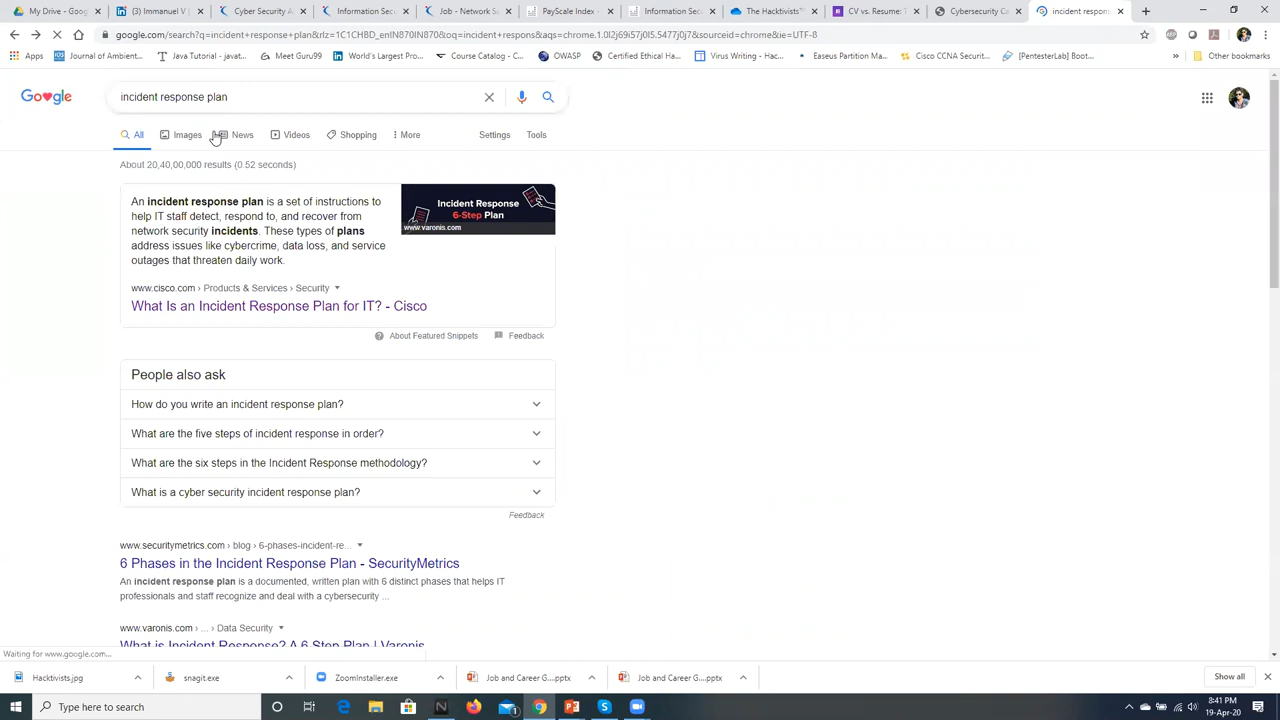 My Drive - Goog
(3) Immanuel V |
Cyber Security A
Information Sec
Job - Network Sa
PayScale Index -
Information Sec
The Hacktivists™
CV vs. Resume: T
Cybersecurity Ca
incident respons
google.com/search?q=incident+response+plan&rlz=1C1CHBD_enIN870IN870&oq=incident+respons&aqs=chrome.1.0l2j69i57j0l5.5477j0j7&sourceid=chrome&ie=UTF-8
Apps
(IJACSA) Internatio...
Journal of Authorsh...
Java Tutorial - javat...
Meet Guru99
World's Largest Pro...
Course Catalog - C...
OWASP
Certified Ethical Ha...
Virus Writing - Hac...
Easeus Partition Ma...
Cisco CCNA Securit...
[PentesterLab] Boot...
»
Other bookmarks
Google
incident response plan
All
Images
News
Videos
Shopping
More
Settings
Tools
About 20,40,00,000 results (0.52 seconds)
An incident response plan is a set of instructions to
help IT staff detect, respond to, and recover from
network security incidents. These types of plans
address issues like cybercrime, data loss, and service
outages that threaten daily work.
Incident Response
6-Step Plan
www.varonis.com
www.cisco.com › Products & Services › Security
What Is an Incident Response Plan for IT? - Cisco
About Featured Snippets
Feedback
People also ask
How do you write an incident response plan?
What are the five steps of incident response in order?
What are the six steps in the Incident Response methodology?
What is a cyber security incident response plan?
Feedback
www.securitymetrics.com › blog › 6-phases-incident-re...
6 Phases in the Incident Response Plan - SecurityMetrics
An incident response plan is a documented, written plan with 6 distinct phases that helps IT
professionals and staff recognize and deal with a cybersecurity ...
www.varonis.com › ... › Data Security
What is Incident Response? A 6 Step Plan | Varonis
Waiting for www.google.com...
Hacktivists.jpg
snagit.exe
ZoomInstaller.exe
Job and Career G....pptx
Job and Career G....pptx
Show all
Type here to search
8:41 PM
19-Apr-20